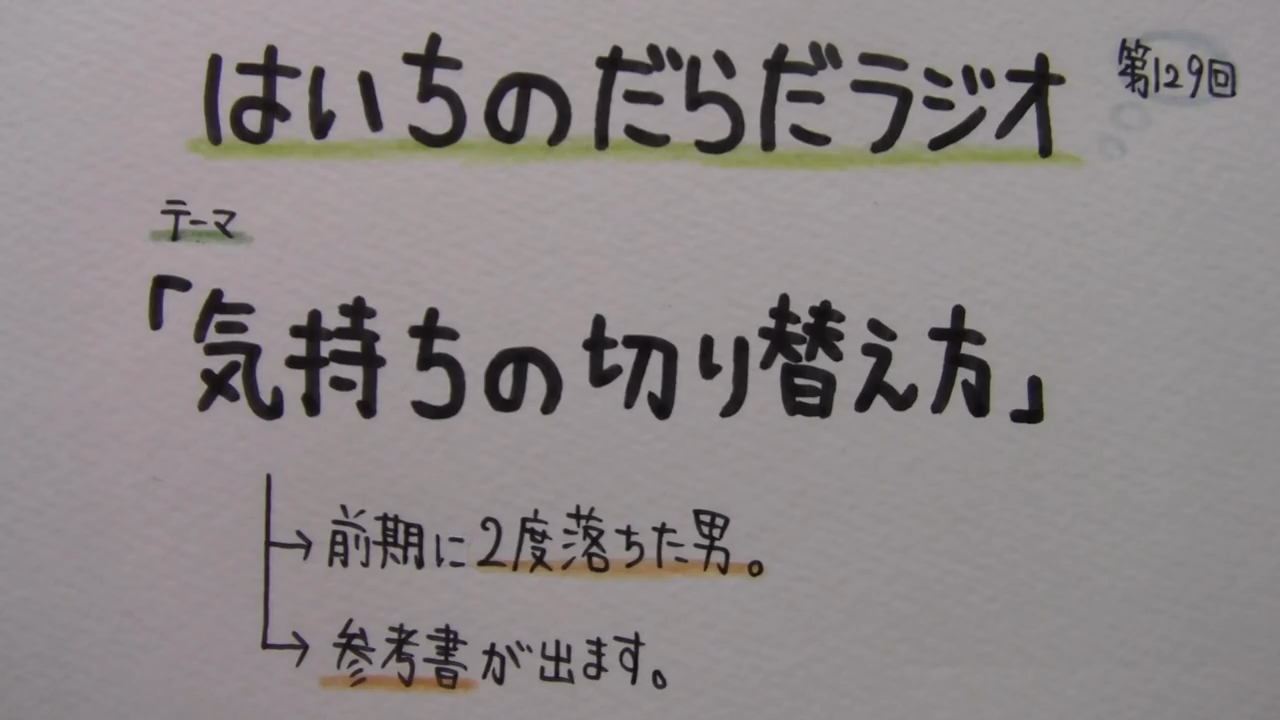 はいちのだらだラジオ 第129回
テーマ
「気持ちの切り替え方」
→前期に2度落ちた男。
→参考書が出ます。